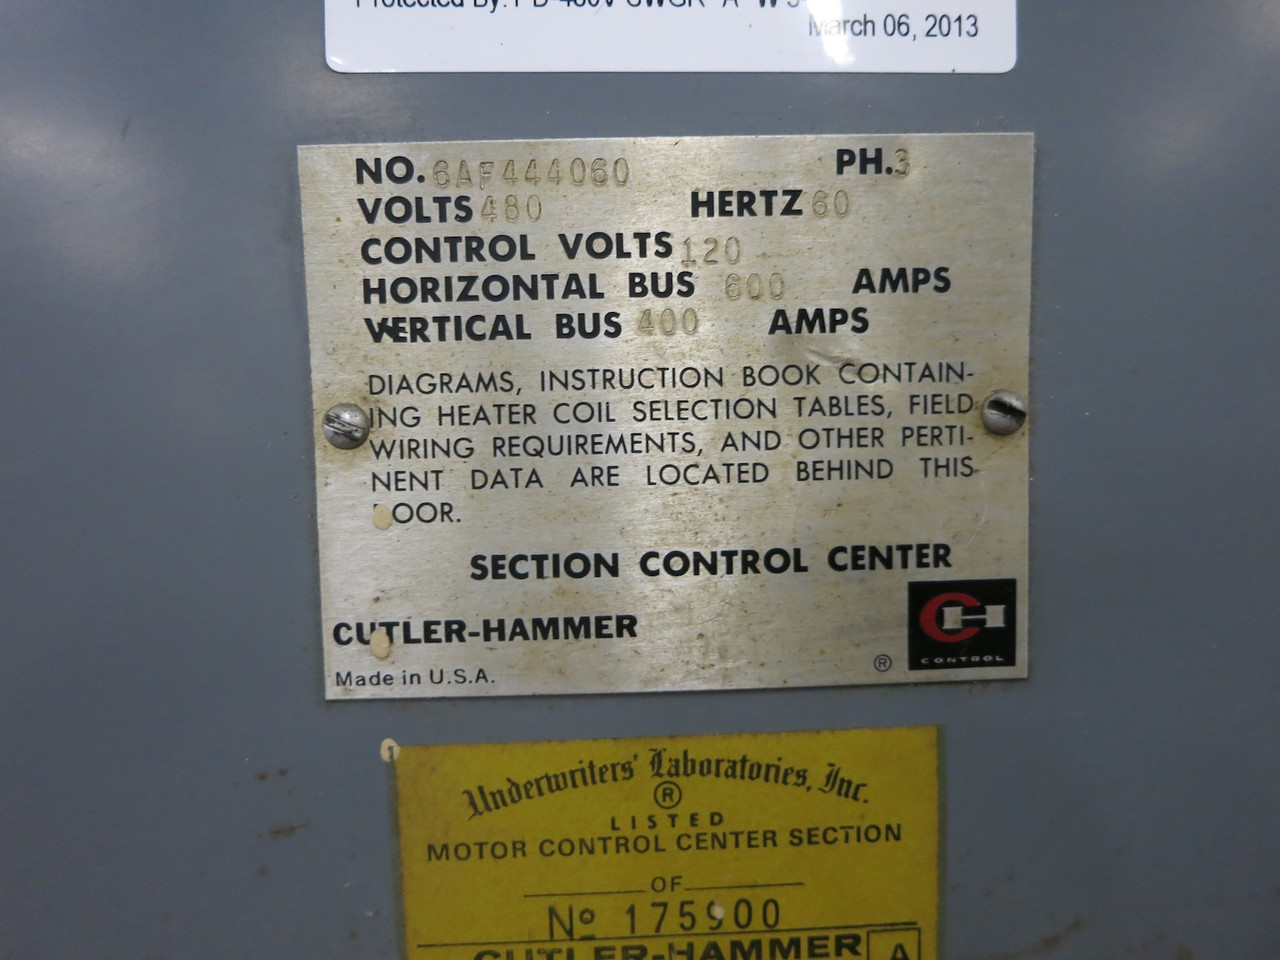 March 06, 2013
NO. 6AF444060 PH. 3
VOLTS 480 HERTZ 60
CONTROL VOLTS 120
HORIZONTAL BUS 600 AMPS
VERTICAL BUS 400 AMPS
DIAGRAMS, INSTRUCTION BOOK CONTAIN-
ING HEATER COIL SELECTION TABLES, FIELD
WIRING REQUIREMENTS, AND OTHER PERTI-
NENT DATA ARE LOCATED BEHIND THIS
DOOR.
SECTION CONTROL CENTER
CUTLER-HAMMER
CH
CONTROL
®
Made in U.S.A.
Underwriters' Laboratories, Inc.
®
LISTED
MOTOR CONTROL CENTER SECTION
OF
Nº 175900
CUTLER-HAMMER A